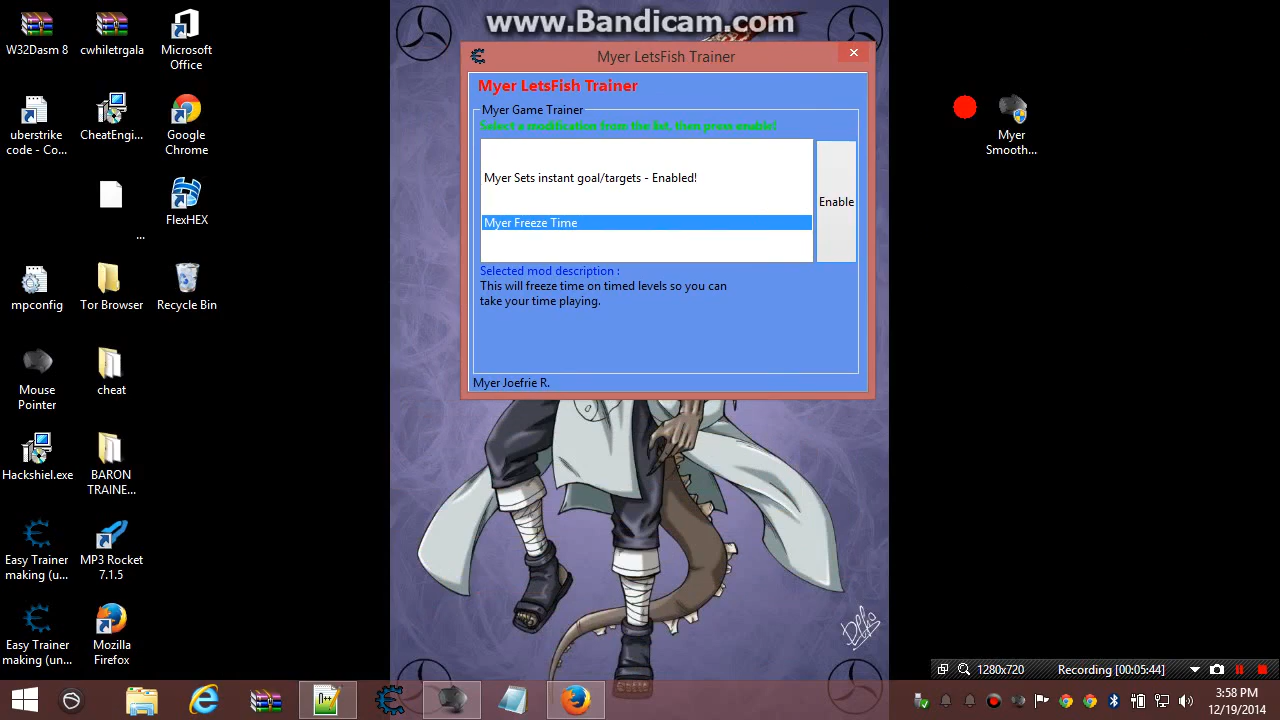 www.Bandicam.com
Myer LetsFish Trainer
Myer LetsFish Trainer
Myer Game Trainer
Select a modification from the list, then press enable!
Myer Sets instant goal/targets - Enabled!
Myer Freeze Time
Enable
Selected mod description :
This will freeze time on timed levels so you can
take your time playing.
Myer Joefrie R.
W32Dasm 8
cwhiletrgala
Microsoft
Office
uberstrike
code - Co...
CheatEngi...
Google
Chrome
...
FlexHEX
mpconfig
Tor Browser
Recycle Bin
Mouse
Pointer
cheat
Hackshiel.exe
BARON
TRAINE...
Easy Trainer
making (u...
MP3 Rocket
7.1.5
Easy Trainer
making (un...
Mozilla
Firefox
Myer
Smooth...
1280x720
Recording [00:05:44]
3:58 PM
12/19/2014